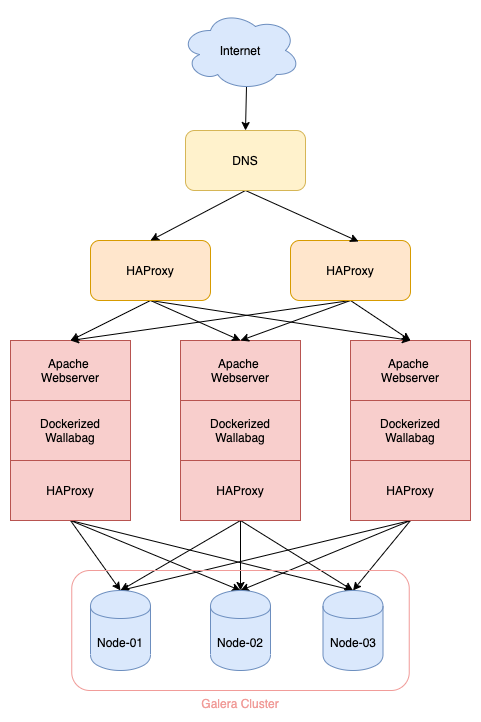 Internet
DNS
HAProxy
HAProxy
Apache
Webserver
Apache
Webserver
Apache
Webserver
Dockerized
Wallabag
Dockerized
Wallabag
Dockerized
Wallabag
HAProxy
HAProxy
HAProxy
Node-01
Node-02
Node-03
Galera Cluster